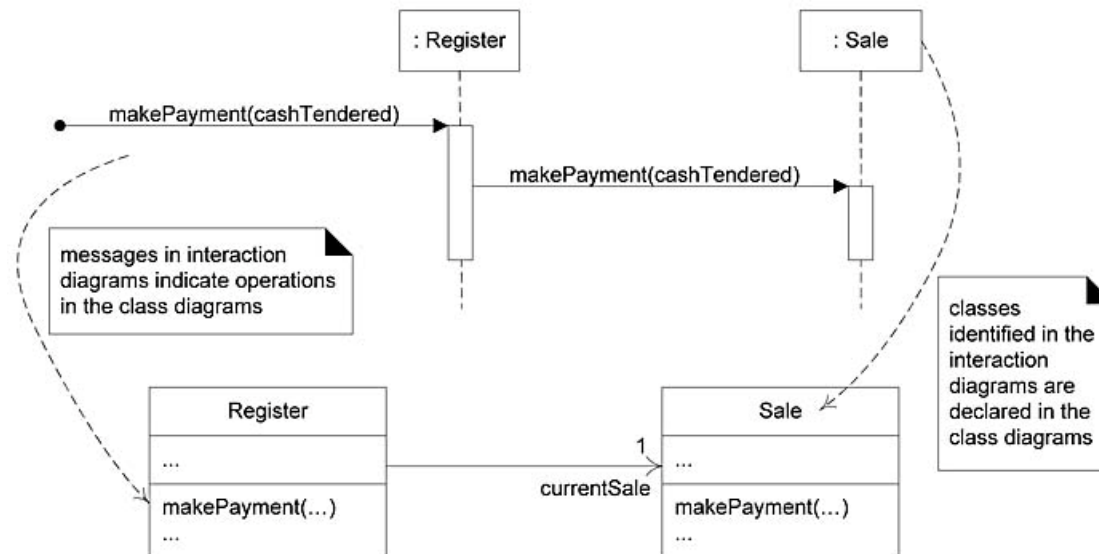 : Register
: Sale
makePayment(cashTendered)
makePayment(cashTendered)
messages in interaction
diagrams indicate operations
in the class diagrams
classes
identified in the
interaction
diagrams are
declared in the
class diagrams
Register
...
makePayment(...)
...
1
currentSale
Sale
...
makePayment(...)
...